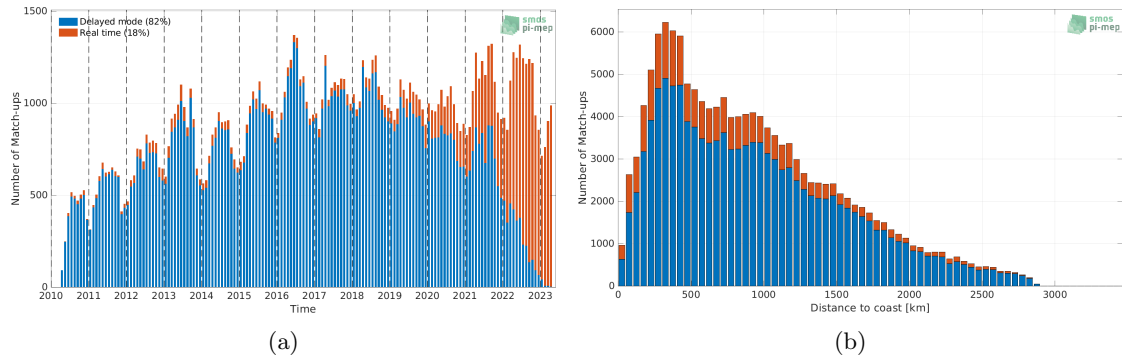 1500
1000
500
0
Number of Match-ups
Delayed mode (82%)
Real time (18%)
smos
pi-mep
2010 2011 2012 2013 2014 2015 2016 2017 2018 2019 2020 2021 2022 2023
Time
(a)
6000
5000
4000
3000
2000
1000
0
Number of Match-ups
smos
pi-mep
0 500 1000 1500 2000 2500 3000
Distance to coast [km]
(b)